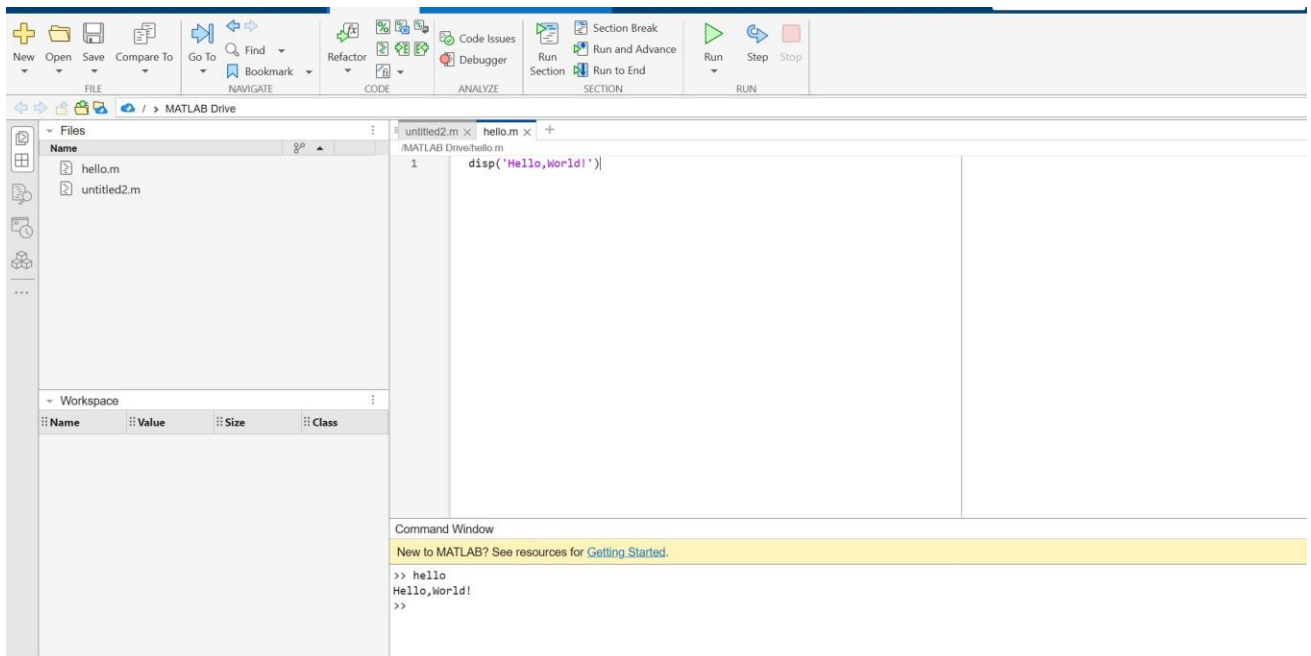 New
Open
Save
Compare To
Go To
Find
Bookmark
Refactor
Code Issues
Debugger
Run Section
Section Break
Run and Advance
Run to End
Run
Step
Stop
FILE
NAVIGATE
CODE
ANALYZE
SECTION
RUN
/ > MATLAB Drive
Files
Name
hello.m
untitled2.m
Workspace
Name Value Size Class
untitled2.m × hello.m × +
/MATLAB Drive/hello.m
1 disp('Hello,World!')
Command Window
New to MATLAB? See resources for Getting Started.
>> hello
Hello,World!
>>